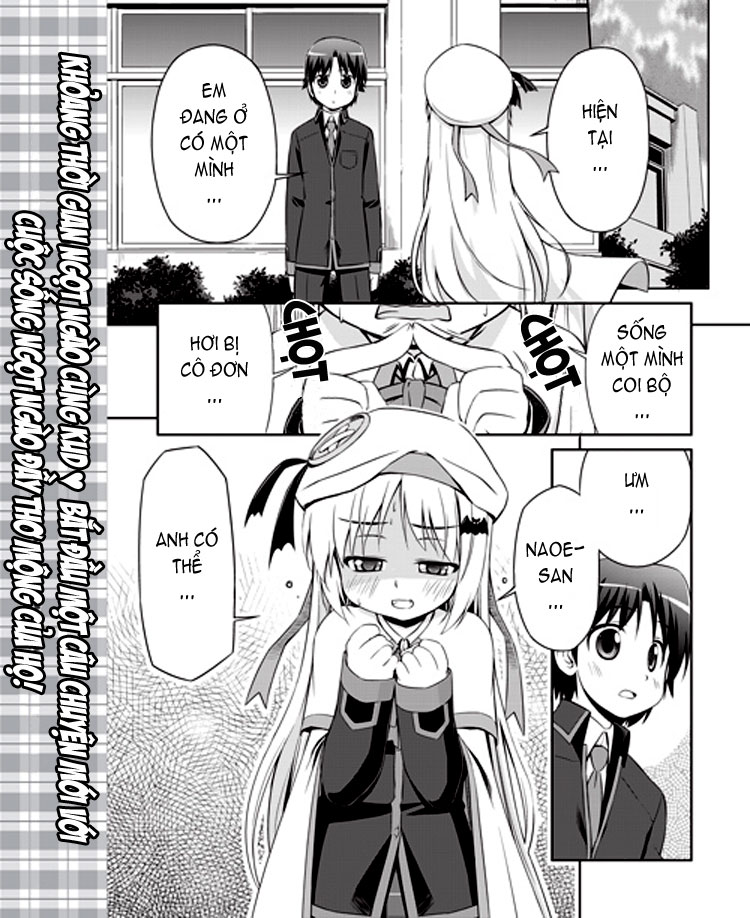 HIỆN
TẠI
...
EM
ĐANG Ở
CÓ MỘT
MÌNH
...
SỐNG
MỘT MÌNH
COI BỘ
...
CHỌT
CHỌT
HƠI BỊ
CÔ ĐƠN
...
ƯM
...
NAOE-
SAN
...
ANH CÓ
THỂ
...
KHOẢNG THỜI GIAN NGỌT NGÀO CÙNG KUD Y BẮT ĐẦU MỘT CÂU CHUYỆN MỚI VỚI
CUỘC SỐNG NGỌT NGÀO ĐẦY THƠ MỘNG CỦA HỌ!